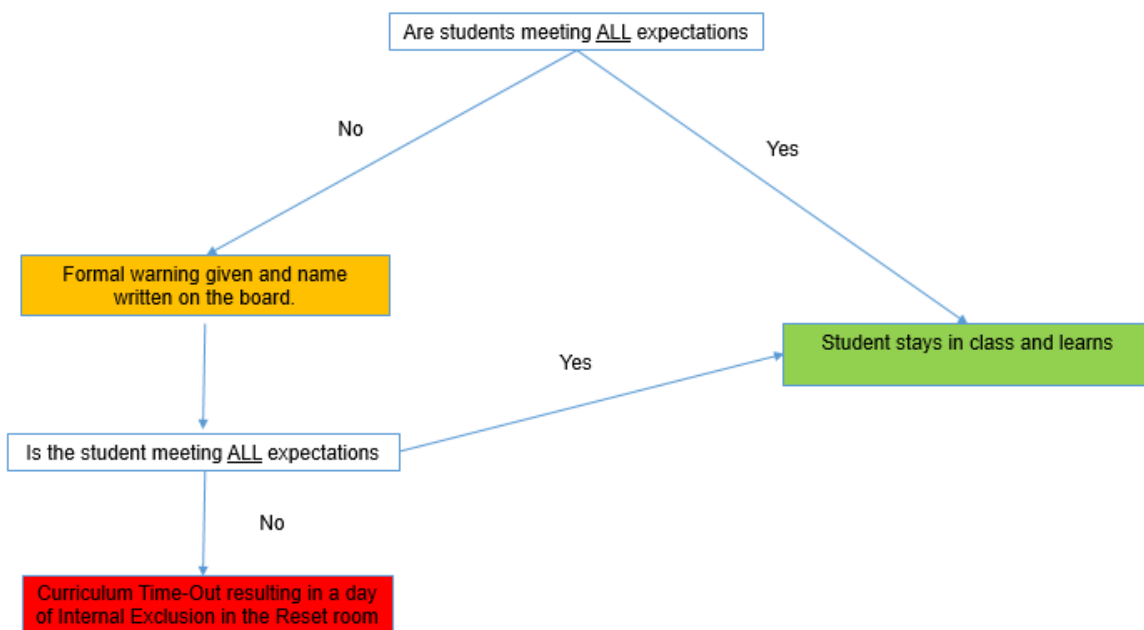 Are students meeting ALL expectations
No
Yes
Formal warning given and name
written on the board.
Student stays in class and learns
Yes
Is the student meeting ALL expectations
No
Curriculum Time-Out resulting in a day
of Internal Exclusion in the Reset room